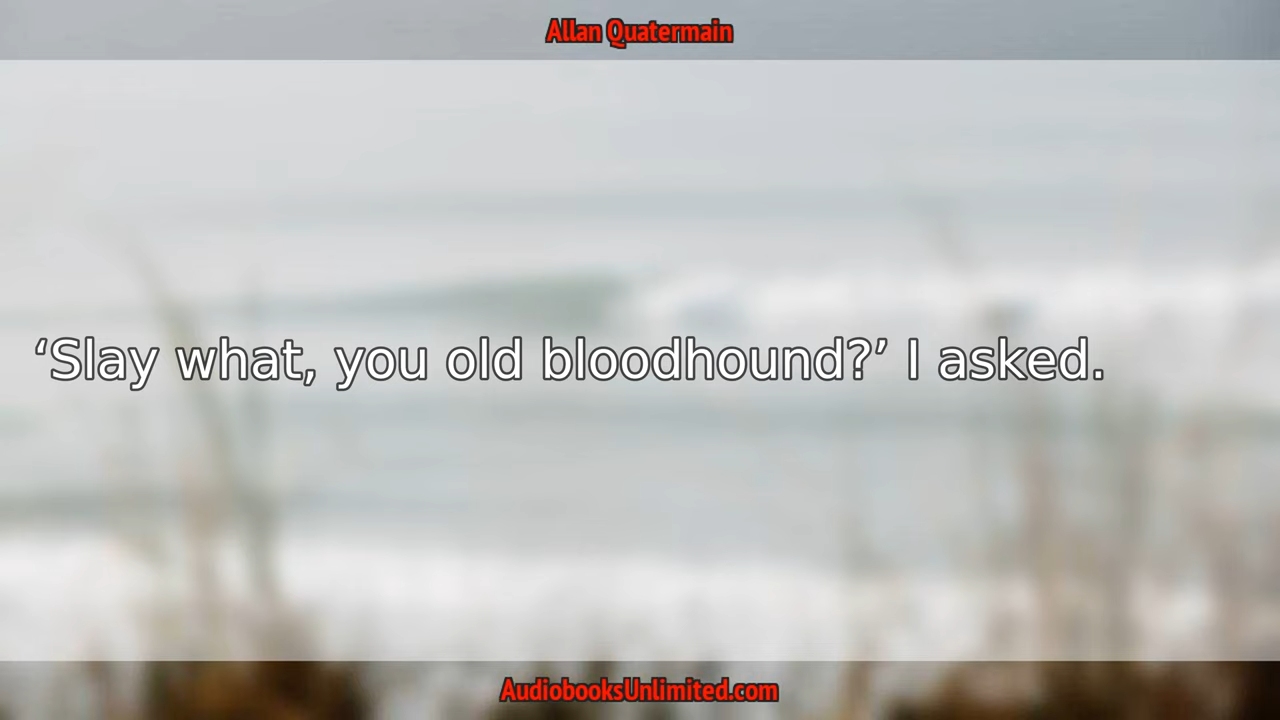 Allan Quatermain
‘Slay what, you old bloodhound?’ I asked.
AudiobooksUnlimited.com